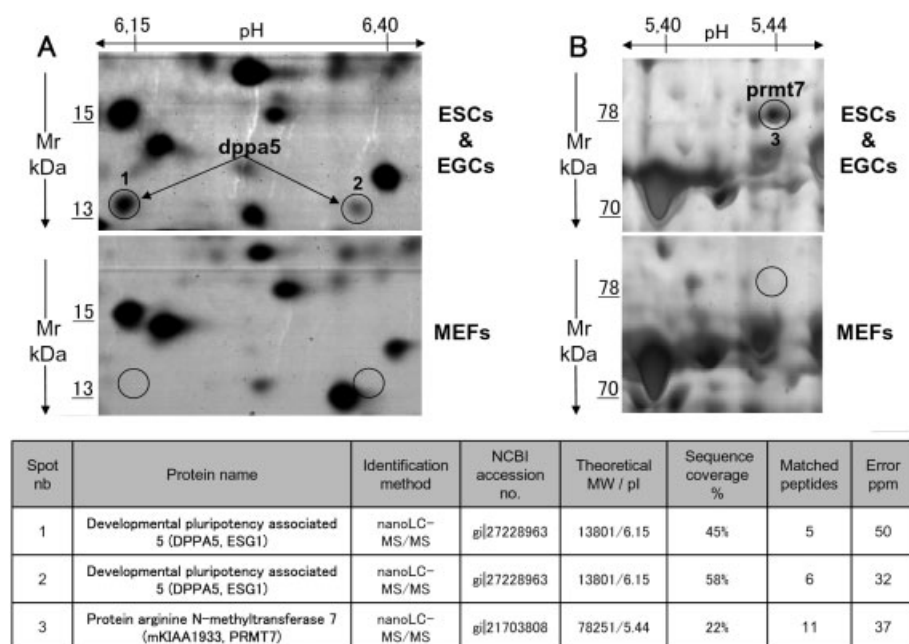 A
6,15
pH
6,40
Mr
kDa
15
13
dppa5
1
2
ESCs
&
EGCs
Mr
kDa
15
13
MEFs
B
5,40
pH
5,44
Mr
kDa
78
70
prmt7
3
ESCs
&
EGCs
Mr
kDa
78
70
MEFs
Spot nb | Protein name | Identification method | NCBI accession no. | Theoretical MW / pI | Sequence coverage % | Matched peptides | Error ppm
1 | Developmental pluripotency associated 5 (DPPA5, ESG1) | nanoLC-MS/MS | gi|27228963 | 13801/6.15 | 45% | 5 | 50
2 | Developmental pluripotency associated 5 (DPPA5, ESG1) | nanoLC-MS/MS | gi|27228963 | 13801/6.15 | 58% | 6 | 32
3 | Protein arginine N-methyltransferase 7 (mKIAA1933, PRMT7) | nanoLC-MS/MS | gi|21703808 | 78251/5.44 | 22% | 11 | 37